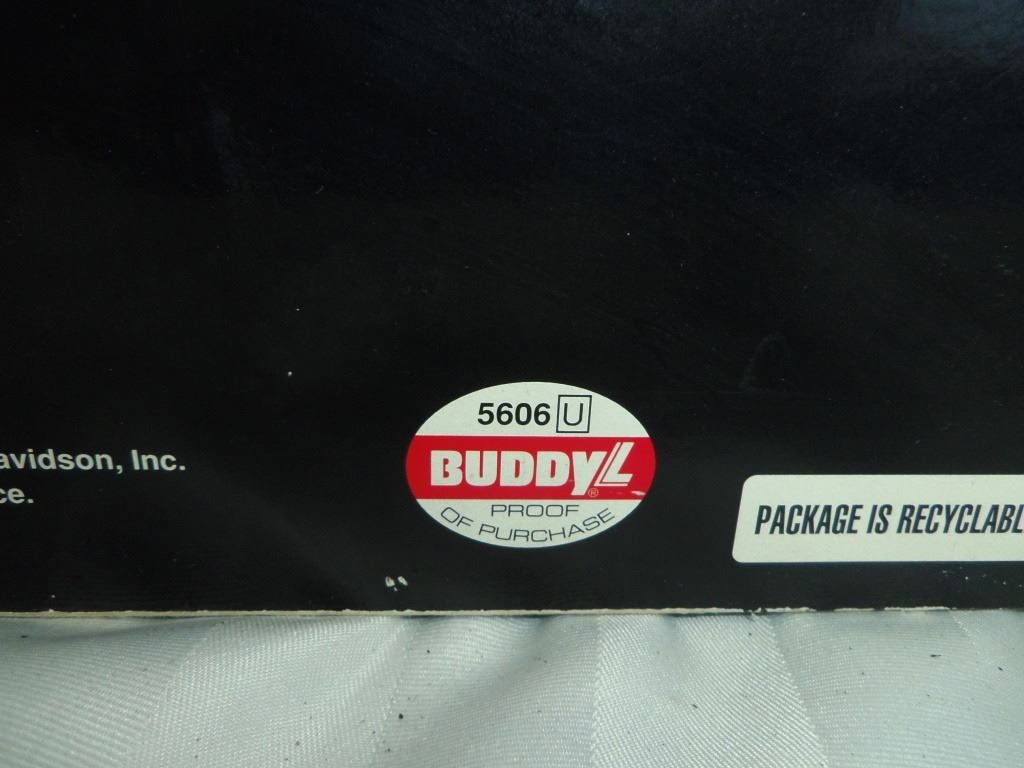 avidson, Inc.
ce.
5606 U
BUDDY L®
PROOF
OF PURCHASE
PACKAGE IS RECYCLABL